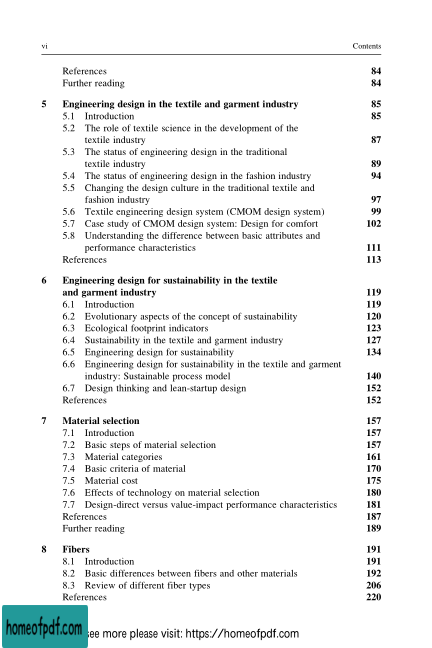 vi Contents
References 84
Further reading 84
5 Engineering design in the textile and garment industry 85
5.1 Introduction 85
5.2 The role of textile science in the development of the
textile industry 87
5.3 The status of engineering design in the traditional
textile industry 89
5.4 The status of engineering design in the fashion industry 94
5.5 Changing the design culture in the traditional textile and
fashion industry 97
5.6 Textile engineering design system (CMOM design system) 99
5.7 Case study of CMOM design system: Design for comfort 102
5.8 Understanding the difference between basic attributes and
performance characteristics 111
References 113
6 Engineering design for sustainability in the textile
and garment industry 119
6.1 Introduction 119
6.2 Evolutionary aspects of the concept of sustainability 120
6.3 Ecological footprint indicators 123
6.4 Sustainability in the textile and garment industry 127
6.5 Engineering design for sustainability 134
6.6 Engineering design for sustainability in the textile and garment
industry: Sustainable process model 140
6.7 Design thinking and lean-startup design 152
References 152
7 Material selection 157
7.1 Introduction 157
7.2 Basic steps of material selection 157
7.3 Material categories 161
7.4 Basic criteria of material 170
7.5 Material cost 175
7.6 Effects of technology on material selection 180
7.7 Design-direct versus value-impact performance characteristics 181
References 187
Further reading 189
8 Fibers 191
8.1 Introduction 191
8.2 Basic differences between fibers and other materials 192
8.3 Review of different fiber types 206
References 220
homeofpdf.com
see more please visit: https://homeofpdf.com